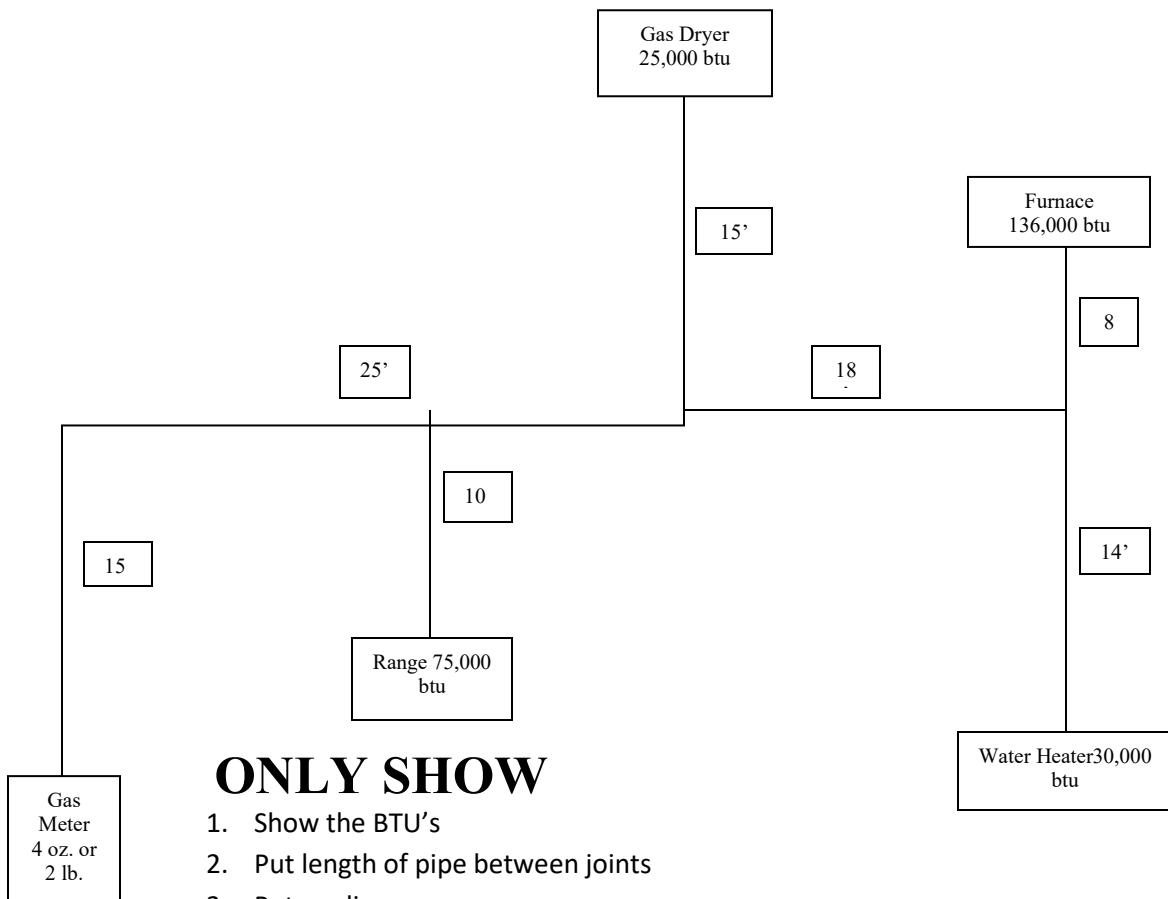 Gas Dryer
25,000 btu
Furnace
136,000 btu
15’
8
25’
18
10
15
14’
Range 75,000
btu
Water Heater30,000
btu
Gas
Meter
4 oz. or
2 lb.
ONLY SHOW
1. Show the BTU’s
2. Put length of pipe between joints